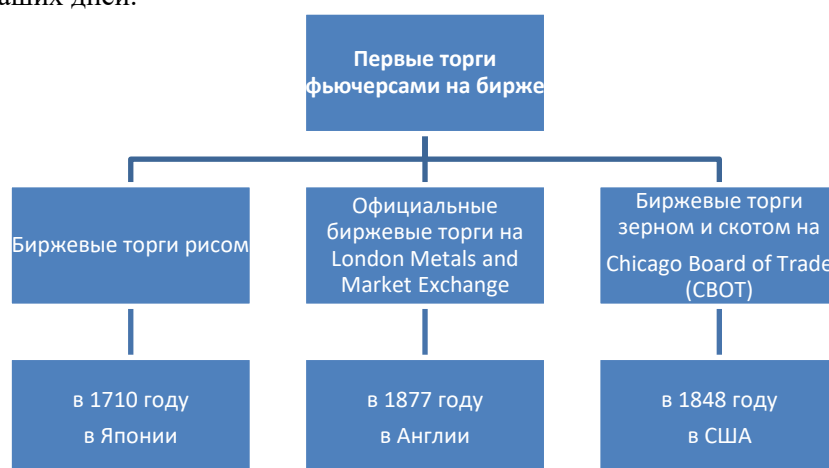 Первые торги
фьючерсами на бирже
Биржевые торги рисом
Официальные
биржевые торги на
London Metals and
Market Exchange
Биржевые торги
зерном и скотом на
Chicago Board of Trade
(CBOT)
в 1710 году
в Японии
в 1877 году
в Англии
в 1848 году
в США